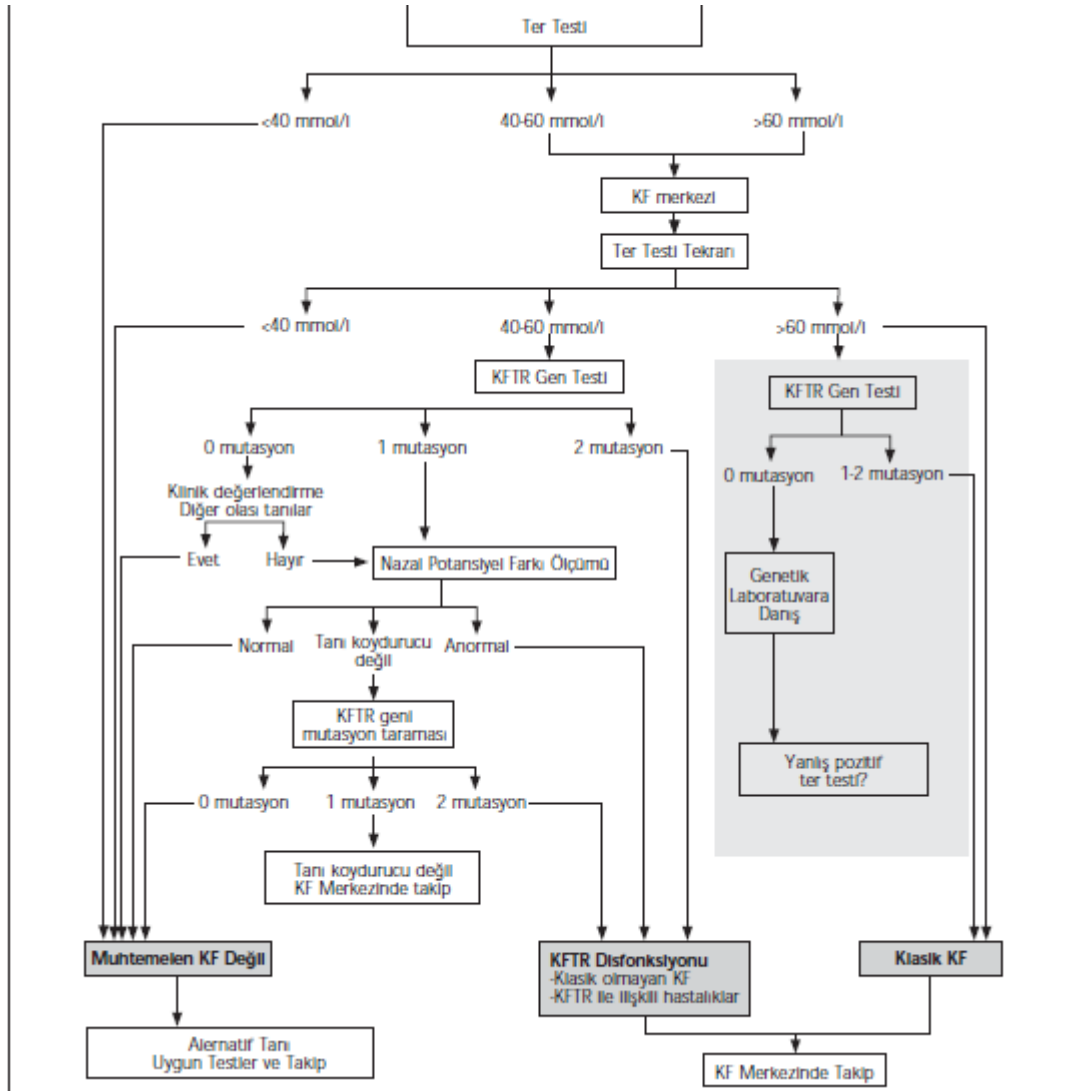 Ter Testi
<40 mmol/l
40-60 mmol/l
>60 mmol/l
KF merkezi
Ter Testi Tekrarı
<40 mmol/l
40-60 mmol/l
>60 mmol/l
KFTR Gen Testi
KFTR Gen Testi
0 mutasyon
1 mutasyon
2 mutasyon
0 mutasyon
1-2 mutasyon
Klinik değerlendirme
Diğer olası tanılar
Evet
Hayır
Nazal Potansiyel Farkı Ölçümü
Genetik
Laboratuvara
Danış
Normal
Tanı koydurucu
değil
Anormal
KFTR geni
mutasyon taraması
Yanlış pozitif
ter testi?
0 mutasyon
1 mutasyon
2 mutasyon
Tanı koydurucu değil
KF Merkezinde takip
Muhtemelen KF Değil
KFTR Disfonksiyonu
-Klasik olmayan KF
-KFTR ile ilişkili hastalıklar
Klasik KF
Alernatif Tanı
Uygun Testler ve Takip
KF Merkezinde Takip